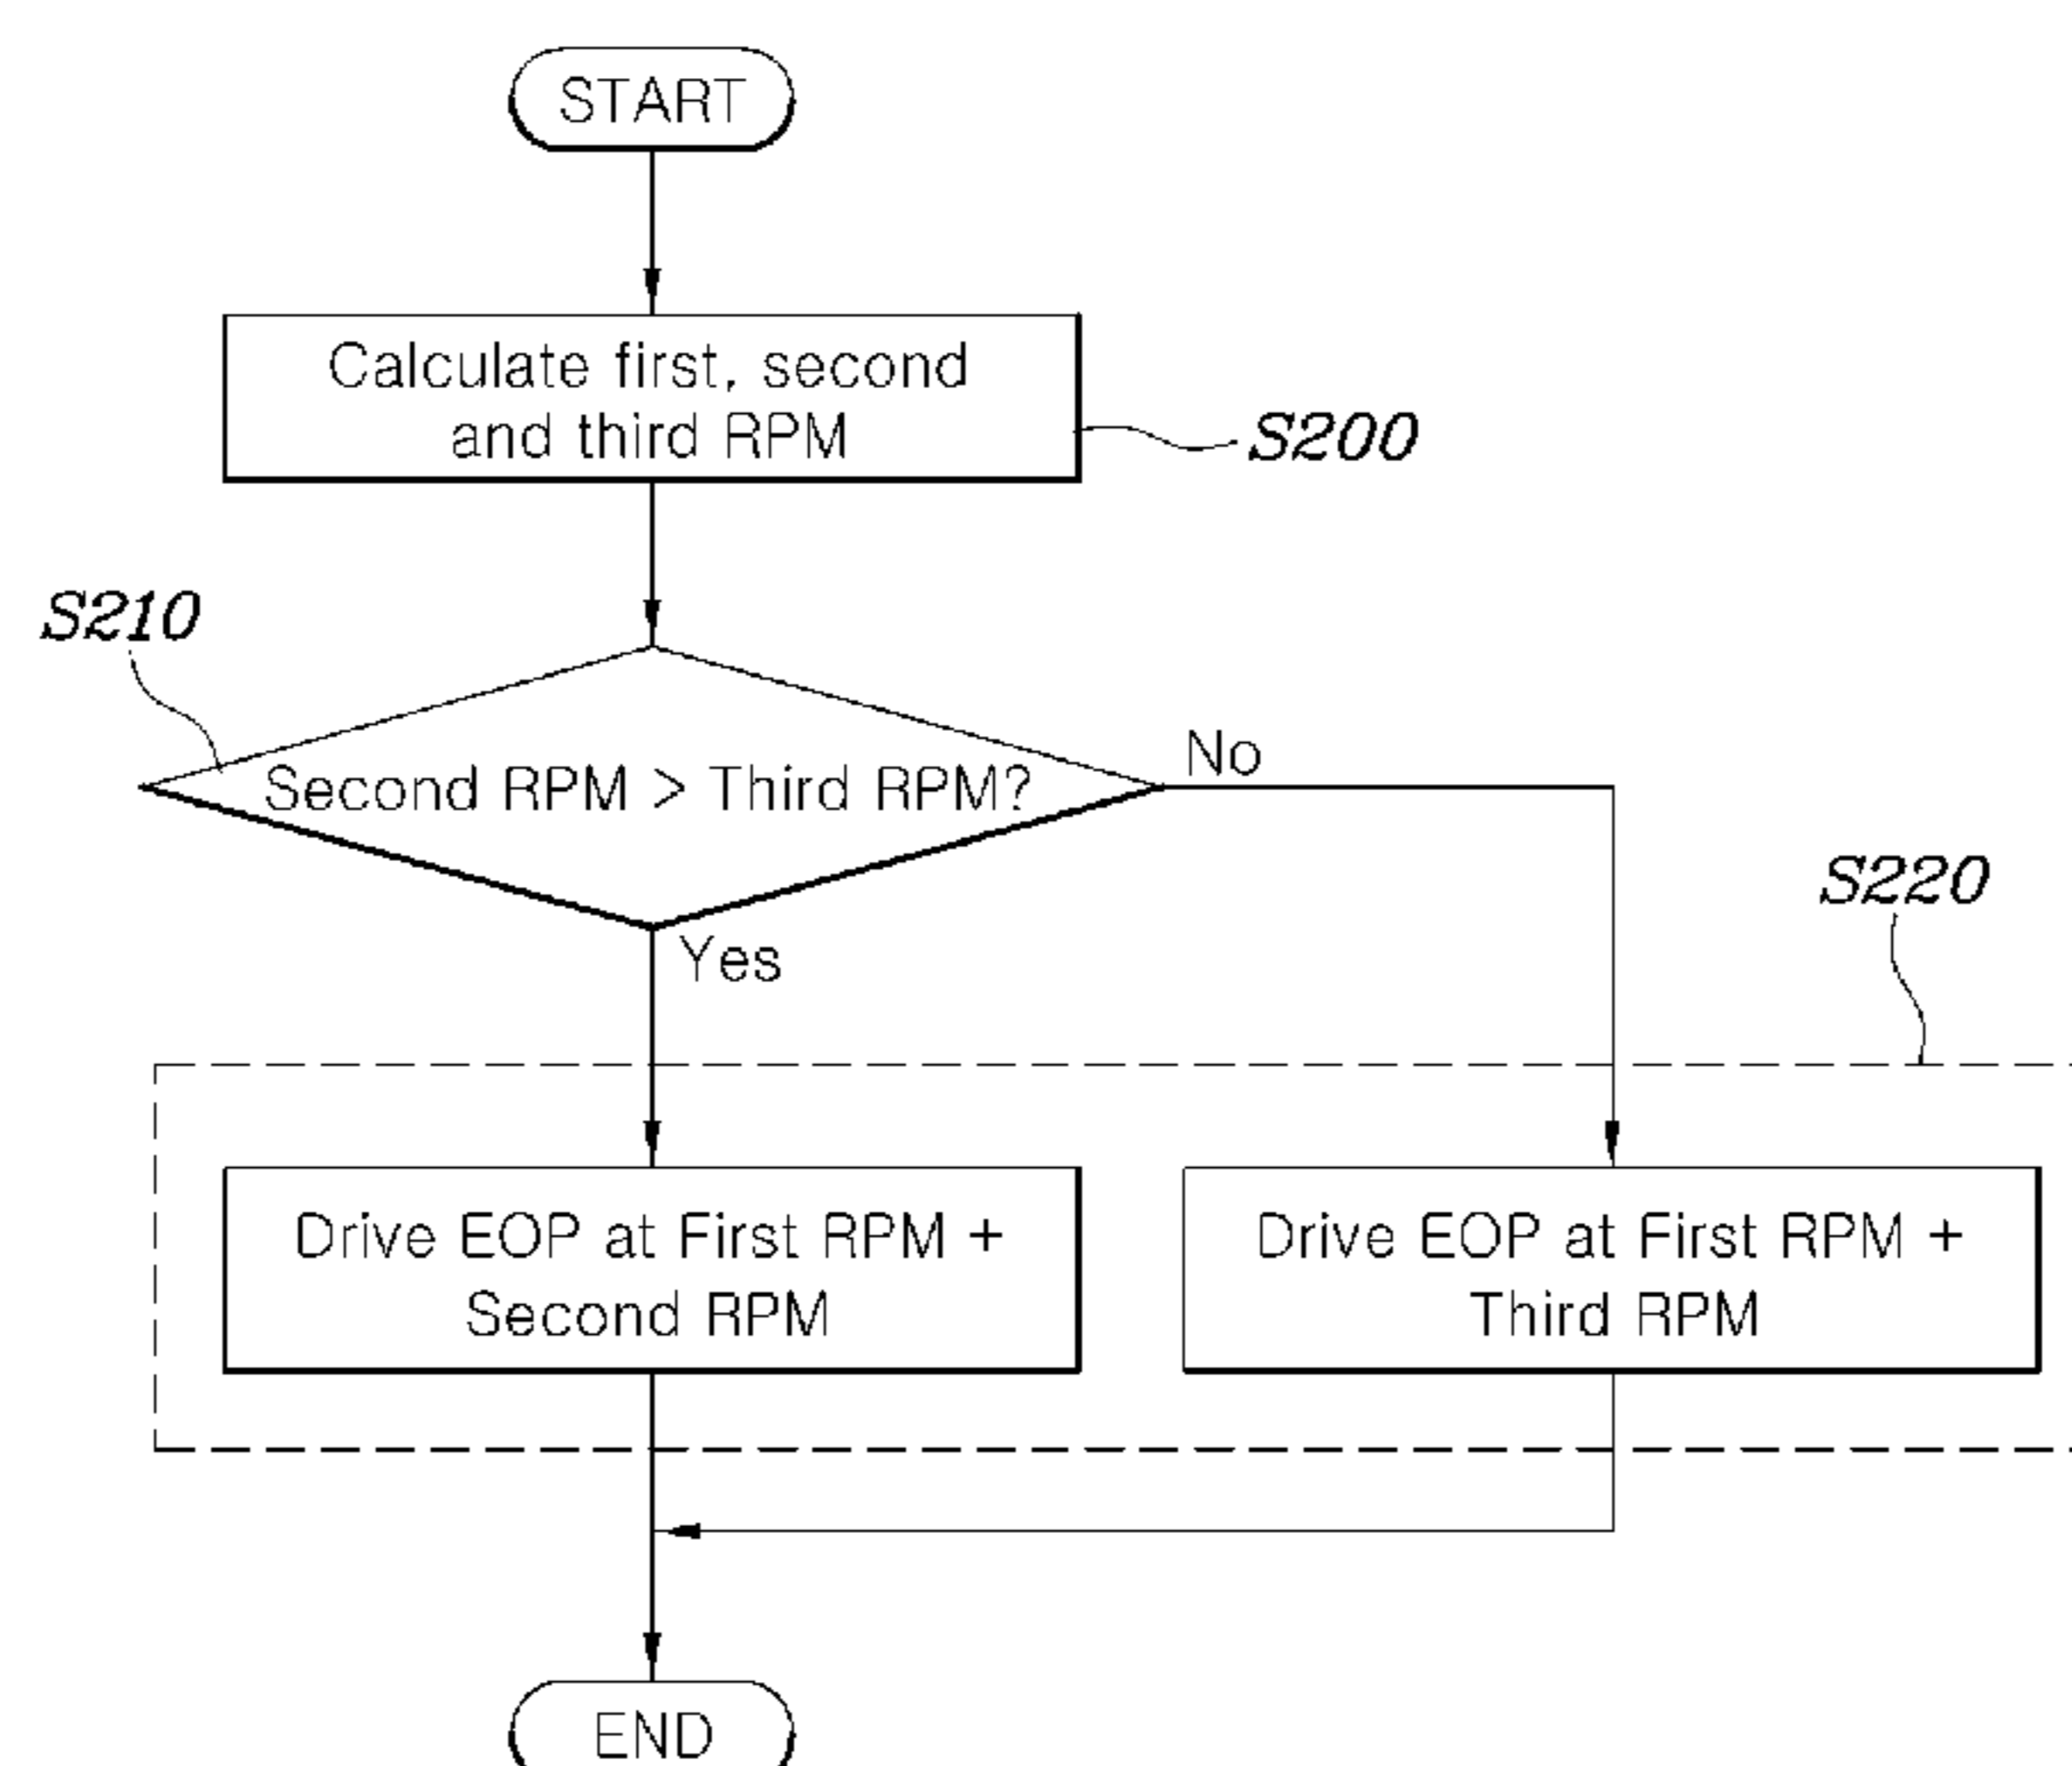 START
Calculate first, second
and third RPM
S200
S210
Second RPM > Third RPM?
No
Yes
S220
Drive EOP at First RPM +
Second RPM
Drive EOP at First RPM +
Third RPM
END